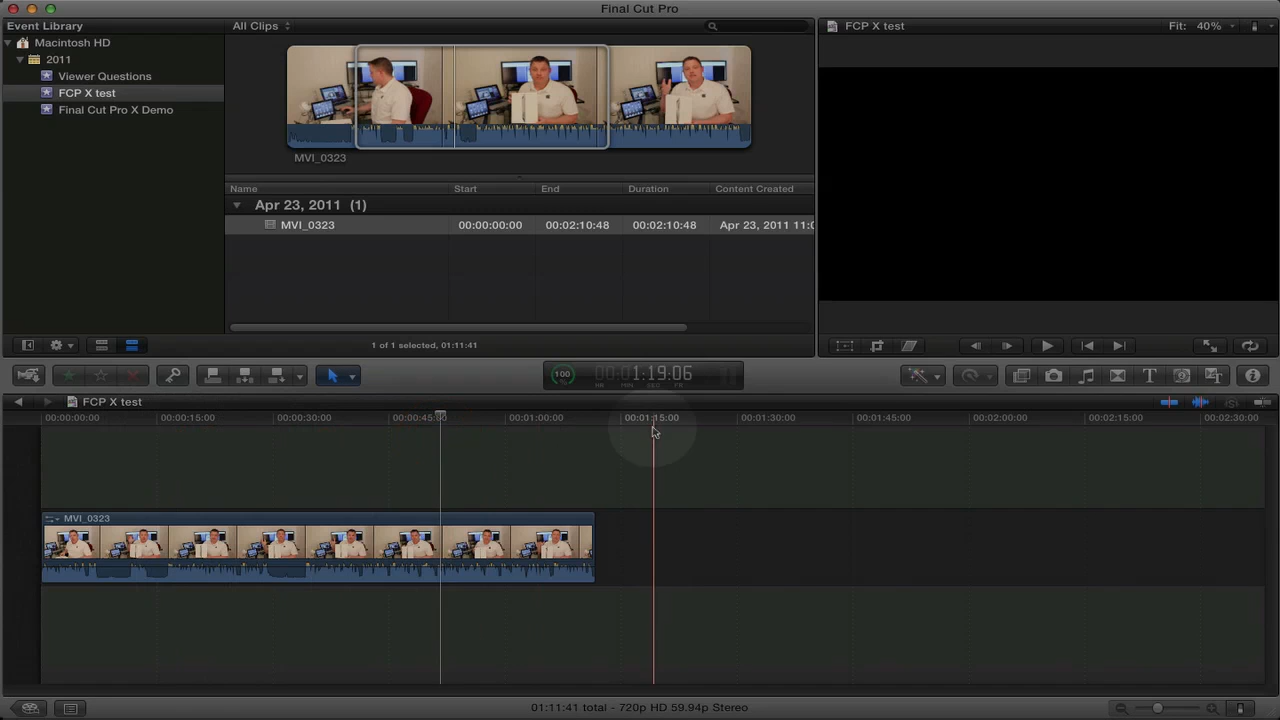 Final Cut Pro
Event Library
All Clips
FCP X test
Fit: 40%
Macintosh HD
2011
Viewer Questions
FCP X test
Final Cut Pro X Demo
MVI_0323
Name Start End Duration Content Created
Apr 23, 2011 (1)
MVI_0323 00:00:00:00 00:02:10:48 00:02:10:48 Apr 23, 2011 11:0
1 of 1 selected, 01:11:41
100 %
00:01:19:06
HR MIN SEC FR
FCP X test
00:00:00:00 00:00:15:00 00:00:30:00 00:00:45:00 00:01:00:00 00:01:15:00 00:01:30:00 00:01:45:00 00:02:00:00 00:02:15:00 00:02:30:00
MVI_0323
01:11:41 total - 720p HD 59.94p Stereo